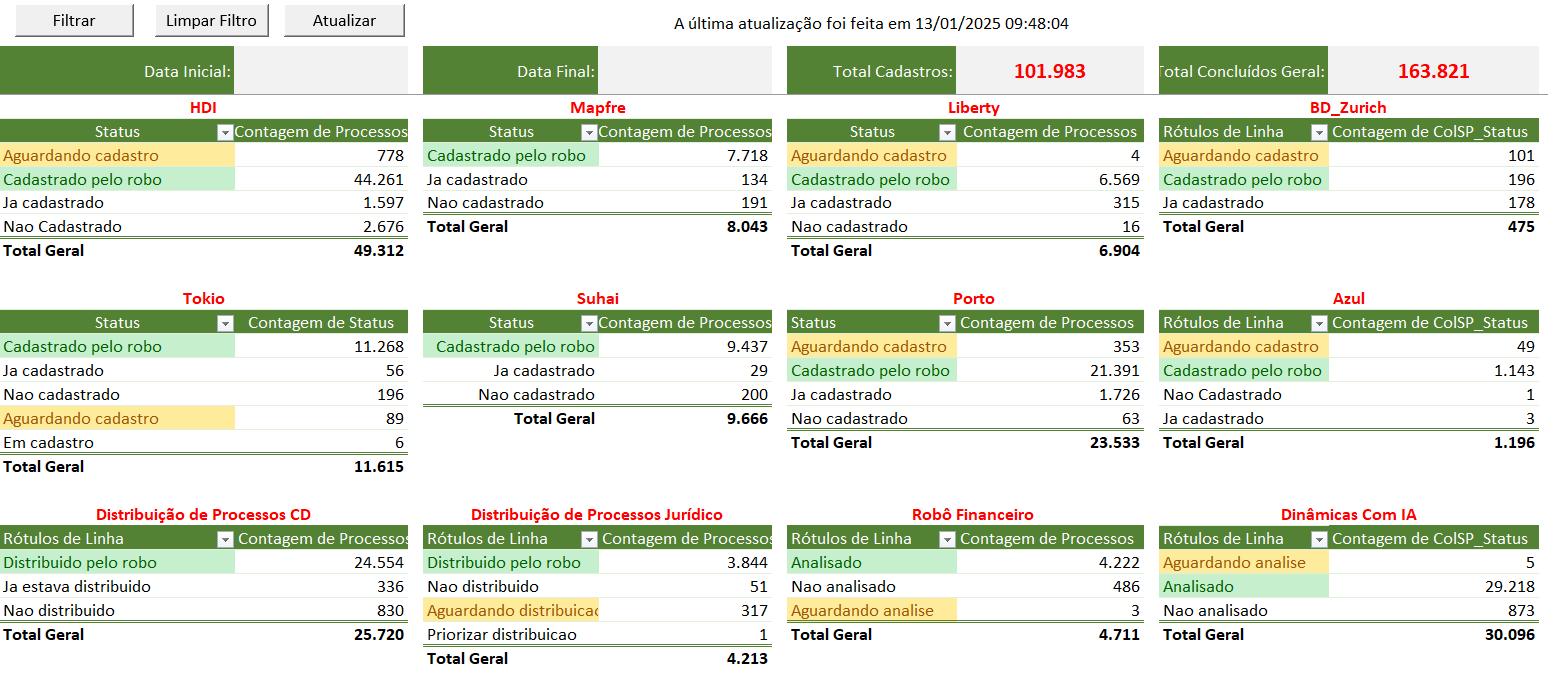 Filtrar Limpar Filtro Atualizar A última atualização foi feita em 13/01/2025 09:48:04
Data Inicial: Data Final: Total Cadastros: 101.983 Total Concluídos Geral: 163.821
HDI
Status Contagem de Processos
Aguardando cadastro 778
Cadastrado pelo robo 44.261
Ja cadastrado 1.597
Nao Cadastrado 2.676
Total Geral 49.312
Mapfre
Status Contagem de Processos
Cadastrado pelo robo 7.718
Ja cadastrado 134
Nao cadastrado 191
Total Geral 8.043
Liberty
Status Contagem de Processos
Aguardando cadastro 4
Cadastrado pelo robo 6.569
Ja cadastrado 315
Nao cadastrado 16
Total Geral 6.904
BD_Zurich
Rótulos de Linha Contagem de ColSP_Status
Aguardando cadastro 101
Cadastrado pelo robo 196
Ja cadastrado 178
Total Geral 475
Tokio
Status Contagem de Status
Cadastrado pelo robo 11.268
Ja cadastrado 56
Nao cadastrado 196
Aguardando cadastro 89
Em cadastro 6
Total Geral 11.615
Suhai
Status Contagem de Processos
Cadastrado pelo robo 9.437
Ja cadastrado 29
Nao cadastrado 200
Total Geral 9.666
Porto
Status Contagem de Processos
Aguardando cadastro 353
Cadastrado pelo robo 21.391
Ja cadastrado 1.726
Nao cadastrado 63
Total Geral 23.533
Azul
Rótulos de Linha Contagem de ColSP_Status
Aguardando cadastro 49
Cadastrado pelo robo 1.143
Nao Cadastrado 1
Ja cadastrado 3
Total Geral 1.196
Distribuição de Processos CD
Rótulos de Linha Contagem de Processos
Distribuido pelo robo 24.554
Ja estava distribuido 336
Nao distribuido 830
Total Geral 25.720
Distribuição de Processos Jurídico
Rótulos de Linha Contagem de Processos
Distribuido pelo robo 3.844
Nao distribuido 51
Aguardando distribuicao 317
Priorizar distribuicao 1
Total Geral 4.213
Robô Financeiro
Rótulos de Linha Contagem de Processos
Analisado 4.222
Nao analisado 486
Aguardando analise 3
Total Geral 4.711
Dinâmicas Com IA
Rótulos de Linha Contagem de ColSP_Status
Aguardando analise 5
Analisado 29.218
Nao analisado 873
Total Geral 30.096